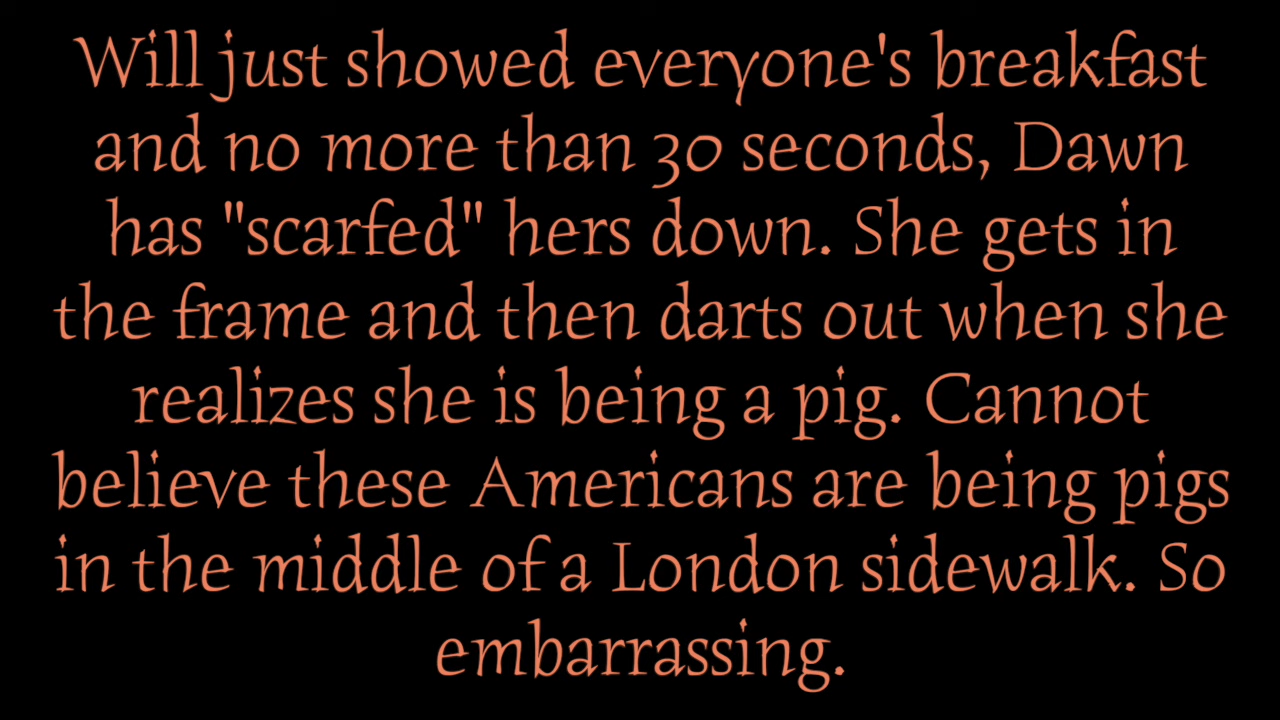 Will just showed everyone's breakfast
and no more than 30 seconds, Dawn
has "scarfed" hers down. She gets in
the frame and then darts out when she
realizes she is being a pig. Cannot
believe these Americans are being pigs
in the middle of a London sidewalk. So
embarrassing.